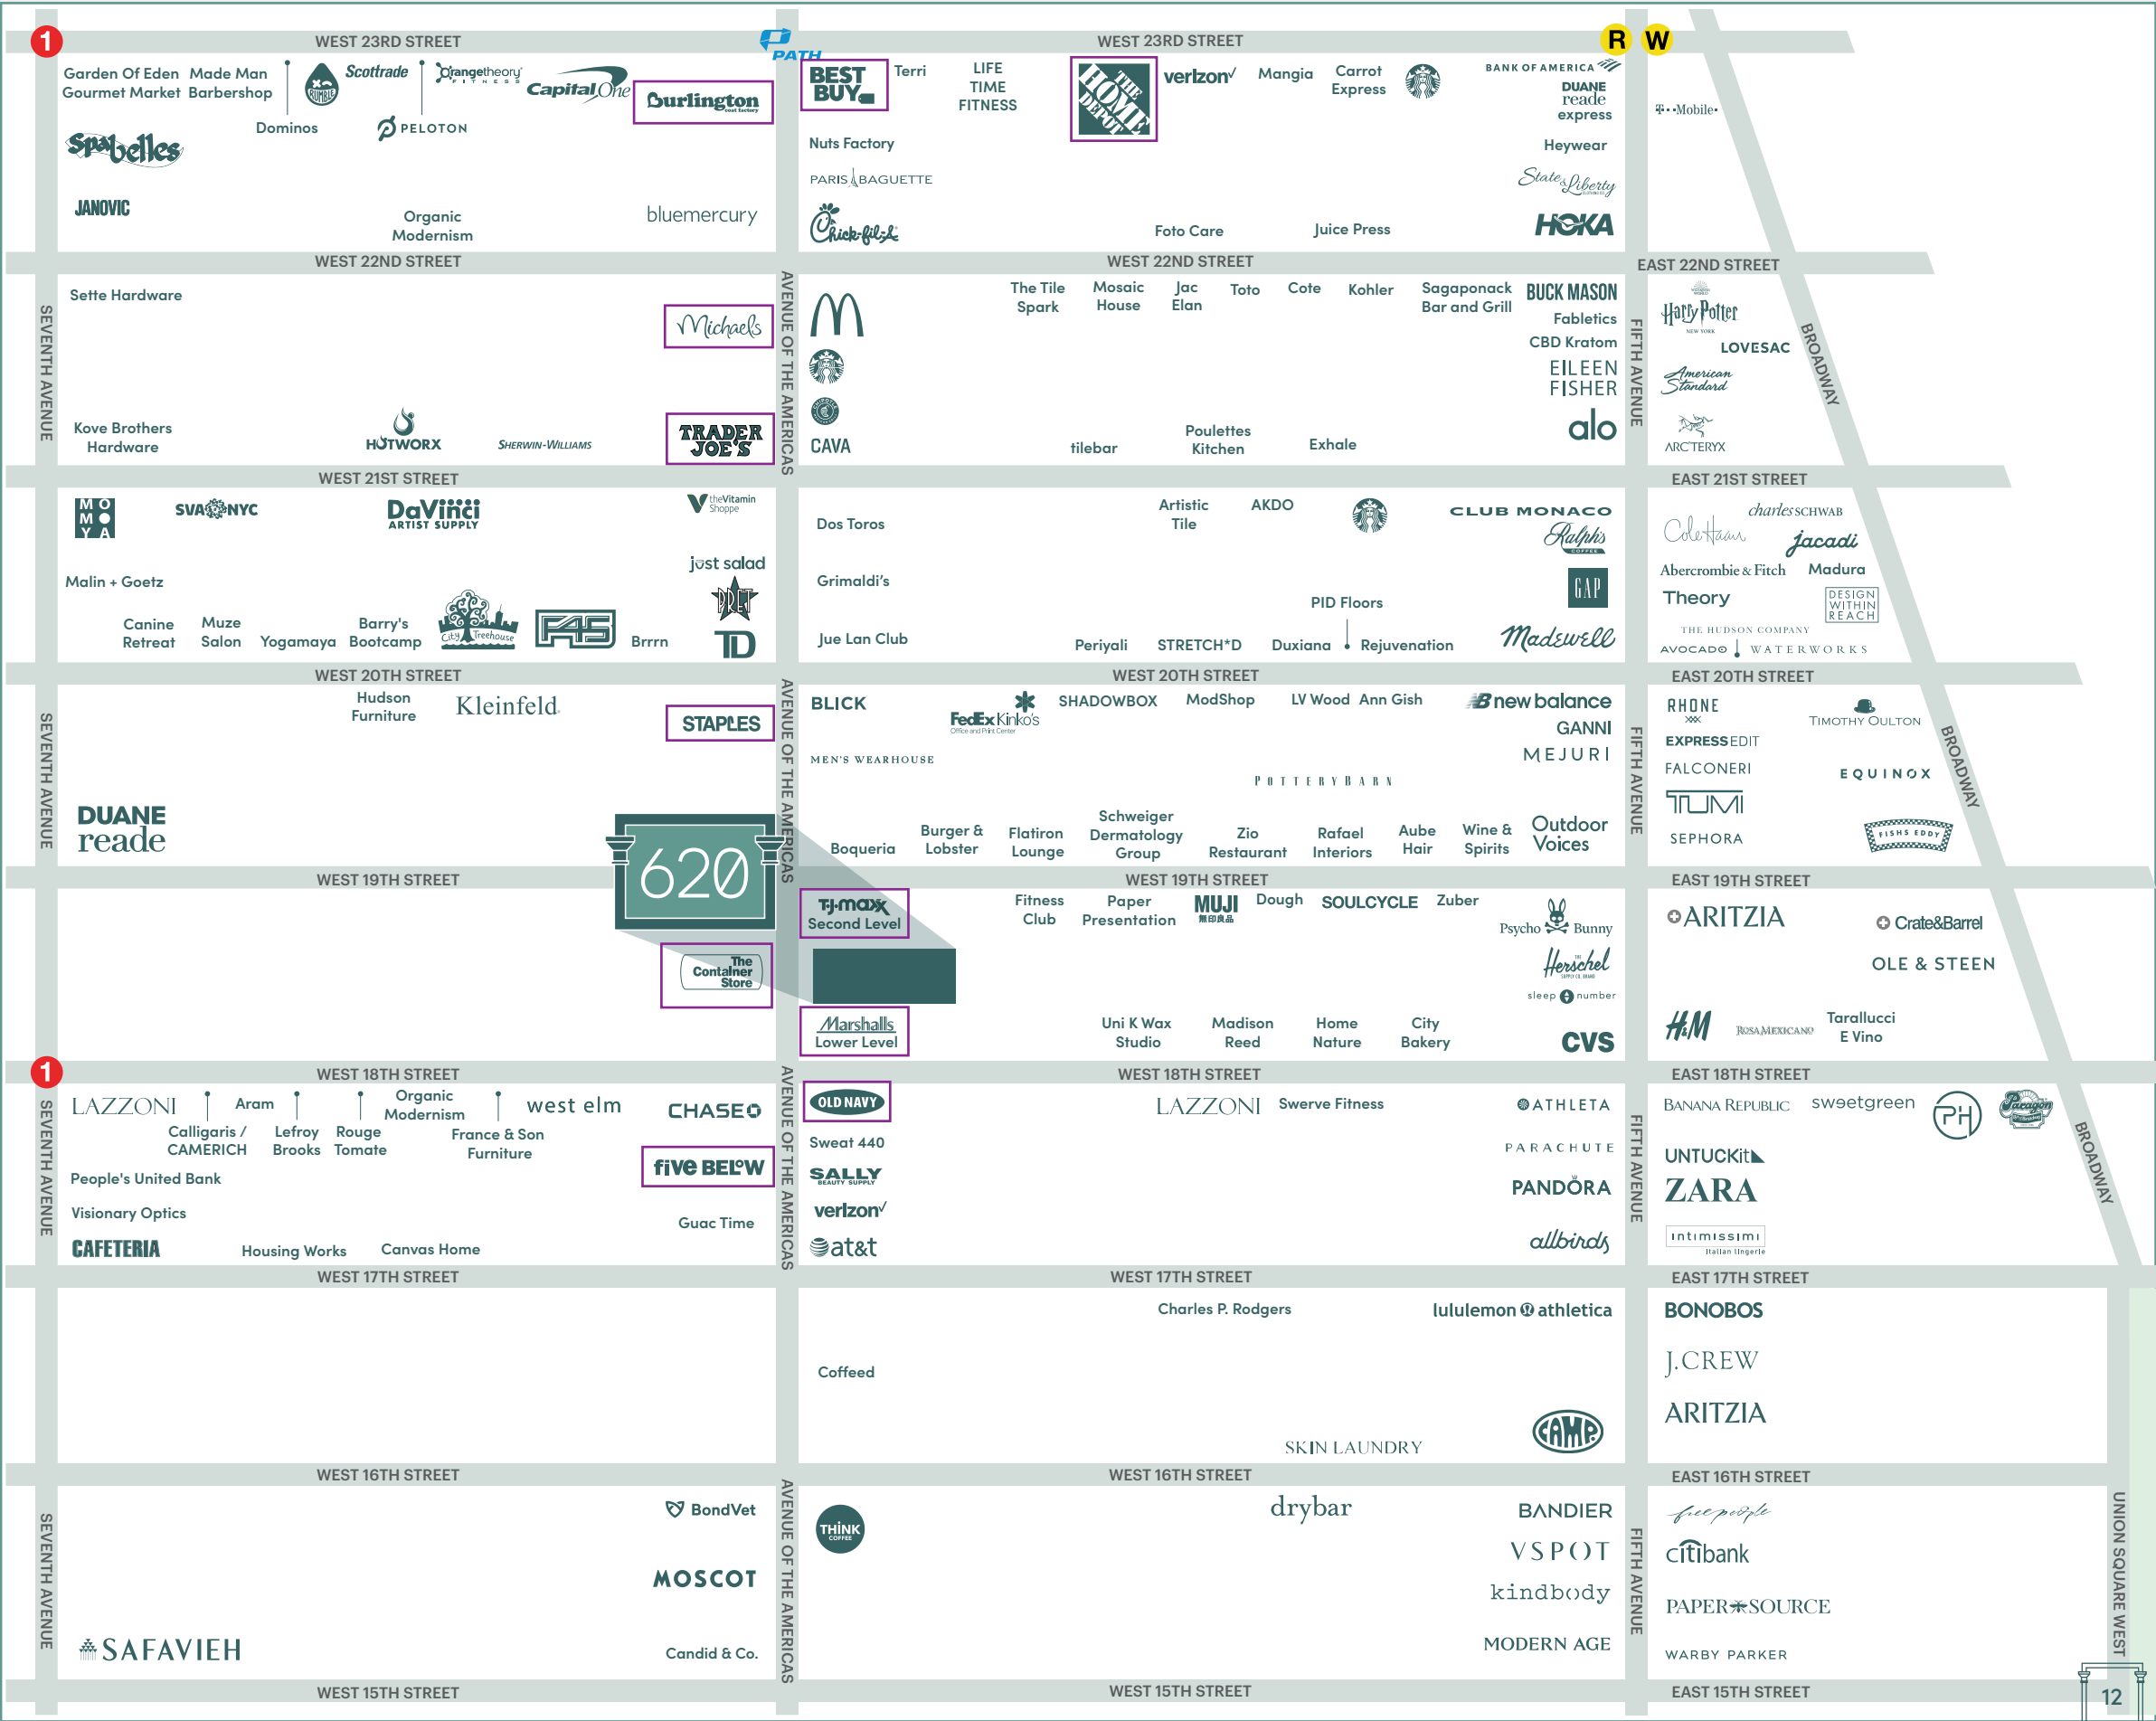 1
WEST 23RD STREET
PATH
WEST 23RD STREET
R W
Garden Of Eden
Gourmet Market
Made Man
Barbershop
Dominos
RUMBLE
Scottrade
PELOTON
Orangetheory
FITNESS
Capital One
Burlington
coat factory
Spa belles
JANOVIC
Organic
Modernism
bluemercury
BEST
BUY
Terri
LIFE
TIME
FITNESS
THE
HOME
DEPOT
verizon
Mangia
Carrot
Express
BANK OF AMERICA
DUANE
reade
express
Nuts Factory
PARIS BAGUETTE
Chick-fil-A
Heywear
State & Liberty
HOKA
Foto Care
Juice Press
T-Mobile
WEST 22ND STREET
WEST 22ND STREET
EAST 22ND STREET
SEVENTH AVENUE
AVENUE OF THE AMERICAS
FIFTH AVENUE
BROADWAY
Sette Hardware
Michaels
Kove Brothers
Hardware
HOTWORX
SHERWIN-WILLIAMS
TRADER
JOE'S
CAVA
The Tile
Spark
Mosaic
House
Jac
Elan
Toto
Cote
Kohler
Sagaponack
Bar and Grill
BUCK MASON
Fabletics
CBD Kratom
EILEEN
FISHER
alo
tilebar
Poulettes
Kitchen
Exhale
Harry Potter
NEW YORK
LOVESAC
American
Standard
ARC'TERYX
WEST 21ST STREET
EAST 21ST STREET
MO
MO
YA
SVA NYC
DaVinci
ARTIST SUPPLY
theVitamin
Shoppe
just salad
PRET
TD
Malin + Goetz
Canine
Retreat
Muze
Salon
Yogamaya
Barry's
Bootcamp
City Treehouse
F45
Brrrn
Dos Toros
Grimaldi's
Jue Lan Club
Artistic
Tile
AKDO
CLUB MONACO
Ralph's
COFFEE
GAP
PID Floors
Periyali
STRETCH*D
Duxiana
Rejuvenation
Madewell
Cole Haan
charles SCHWAB
jacadi
Abercrombie & Fitch
Madura
Theory
DESIGN
WITHIN
REACH
THE HUDSON COMPANY
AVOCADO
WATERWORKS
WEST 20TH STREET
WEST 20TH STREET
EAST 20TH STREET
SEVENTH AVENUE
AVENUE OF THE AMERICAS
FIFTH AVENUE
BROADWAY
Hudson
Furniture
Kleinfeld
STAPLES
DUANE
reade
620
BLICK
FedEx Kinko's
Office and Print Center
SHADOWBOX
ModShop
LV Wood
Ann Gish
new balance
GANNI
MEJURI
MEN'S WEARHOUSE
POTTERY BARN
Boqueria
Burger &
Lobster
Flatiron
Lounge
Schweiger
Dermatology
Group
Zio
Restaurant
Rafael
Interiors
Aube
Hair
Wine &
Spirits
Outdoor
Voices
RHONE
TIMOTHY OULTON
EXPRESS EDIT
FALCONERI
EQUINOX
TUMI
SEPHORA
FISHS EDDY
WEST 19TH STREET
WEST 19TH STREET
EAST 19TH STREET
The
Container
Store
T.J.maxx
Second Level
Marshalls
Lower Level
Fitness
Club
Paper
Presentation
MUJI
無印良品
Dough
SOULCYCLE
Zuber
Psycho Bunny
Herschel
SUPPLY CO. BRAND
sleep number
Uni K Wax
Studio
Madison
Reed
Home
Nature
City
Bakery
CVS
ARITZIA
Crate&Barrel
OLE & STEEN
H&M
ROSA MEXICANO
Tarallucci
E Vino
1
WEST 18TH STREET
WEST 18TH STREET
EAST 18TH STREET
SEVENTH AVENUE
AVENUE OF THE AMERICAS
FIFTH AVENUE
BROADWAY
LAZZONI
Calligaris /
CAMERICH
Aram
Lefroy
Brooks
Rouge
Tomate
Organic
Modernism
France & Son
Furniture
west elm
CHASE
five BELOW
People's United Bank
Visionary Optics
CAFETERIA
Housing Works
Canvas Home
Guac Time
OLD NAVY
Sweat 440
SALLY
BEAUTY SUPPLY
verizon
at&t
LAZZONI
Swerve Fitness
ATHLETA
PARACHUTE
PANDORA
allbirds
BANANA REPUBLIC
sweetgreen
PH
Paragon
UNTUCKit
ZARA
intimissimi
italian lingerie
WEST 17TH STREET
WEST 17TH STREET
EAST 17TH STREET
Coffeed
Charles P. Rodgers
lululemon athletica
CAMP
SKIN LAUNDRY
BONOBOS
J.CREW
ARITZIA
WEST 16TH STREET
WEST 16TH STREET
EAST 16TH STREET
SEVENTH AVENUE
AVENUE OF THE AMERICAS
FIFTH AVENUE
UNION SQUARE WEST
BondVet
MOSCOT
SAFAVIEH
Candid & Co.
THINK
COFFEE
drybar
BANDIER
VSPOT
kindbody
MODERN AGE
free people
citibank
PAPER SOURCE
WARBY PARKER
WEST 15TH STREET
WEST 15TH STREET
EAST 15TH STREET
12